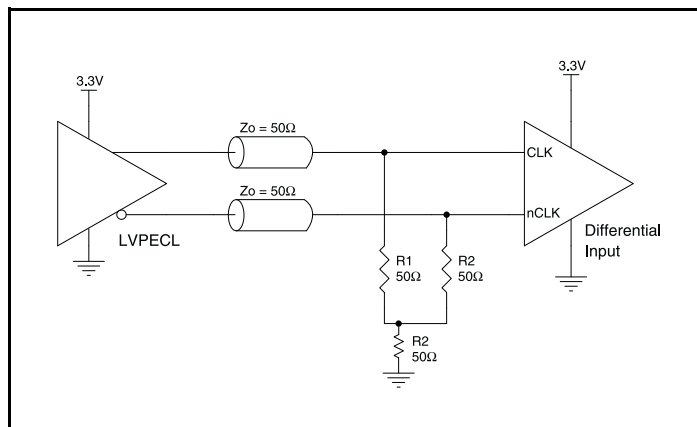 3.3V
3.3V
Zo = 50Ω
CLK
Zo = 50Ω
nCLK
LVPECL
Differential
Input
R1
50Ω
R2
50Ω
R2
50Ω